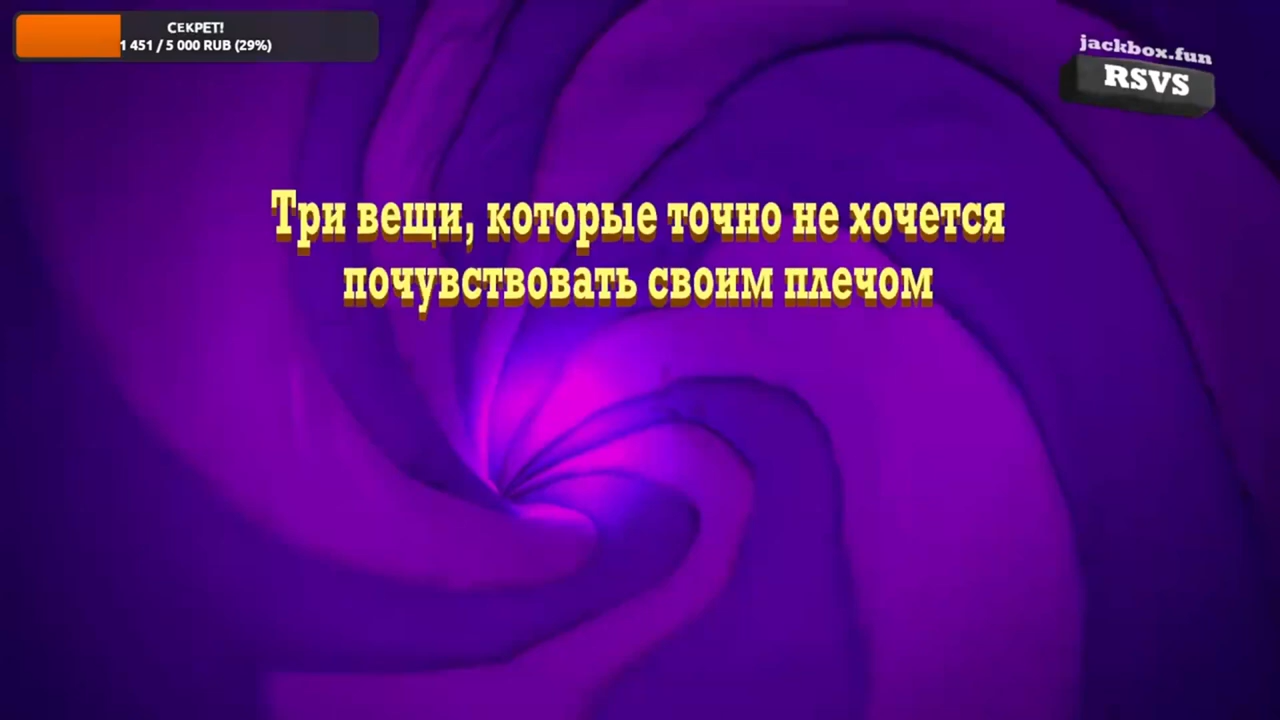 СЕКРЕТ!
1 451 / 5 000 RUB (29%)
jackbox.fun
RSVS
Три вещи, которые точно не хочется
почувствовать своим плечом